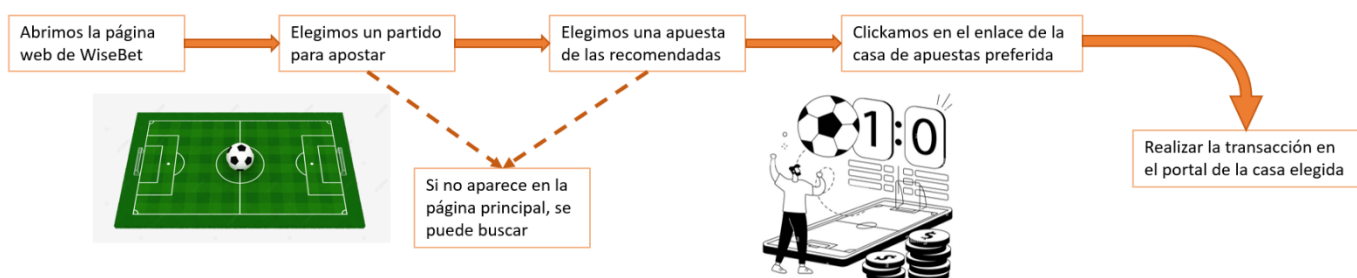 Abrimos la página
web de WiseBet
Elegimos un partido
para apostar
Elegimos una apuesta
de las recomendadas
Clickamos en el enlace de la
casa de apuestas preferida
Realizar la transacción en
el portal de la casa elegida
Si no aparece en la
página principal, se
puede buscar
1:0
$
$